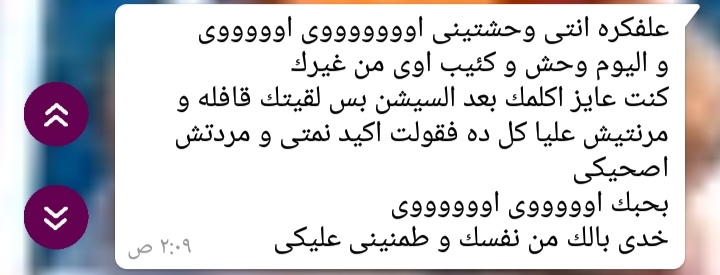 علفكره انتى وحشتينى اوووووووى اوووووى
و اليوم وحش و كئيب اوى من غيرك
كنت عايز اكلمك بعد السيشن بس لقيتك قافله و
مرنتيش عليا كل ده فقولت اكيد نمتى و مردتش
اصحيكى
بحبك اوووووى اووووووى
خدى بالك من نفسك و طمنينى عليكى
٢:٠٩ ص